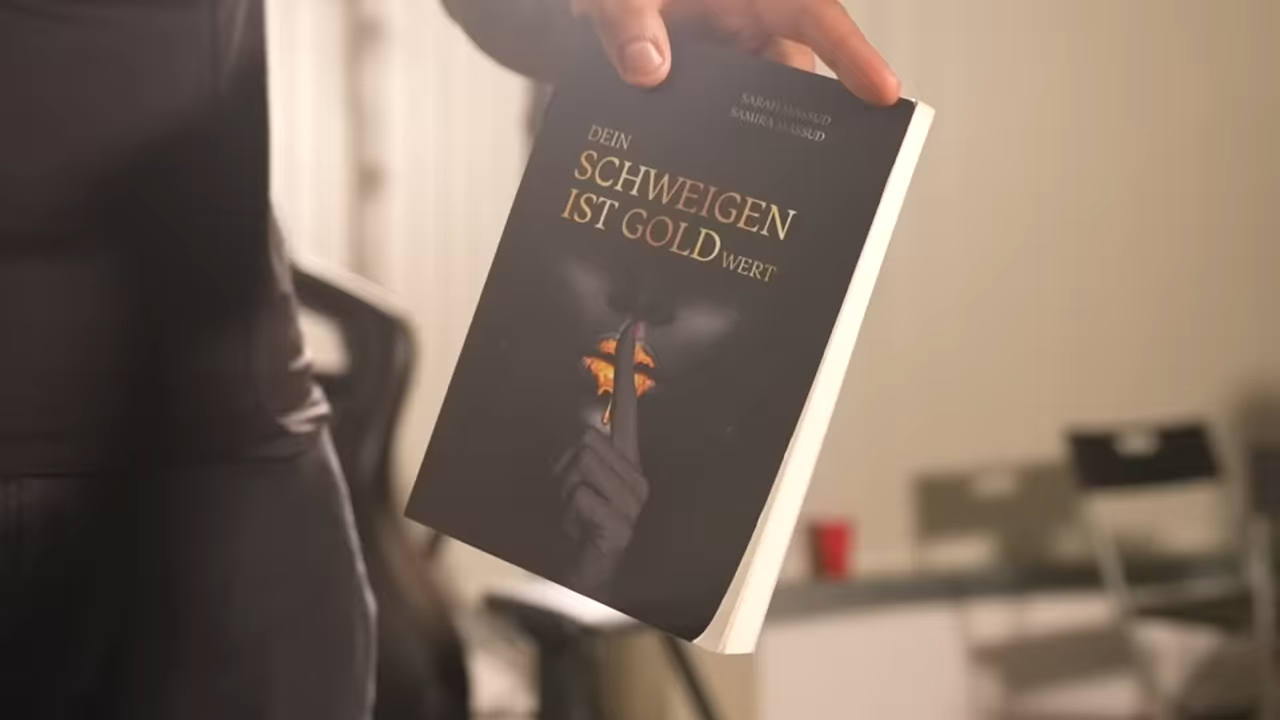 SARAH MASSUD
SAMIRA MASSUD
DEIN
SCHWEIGEN
IST GOLD WERT